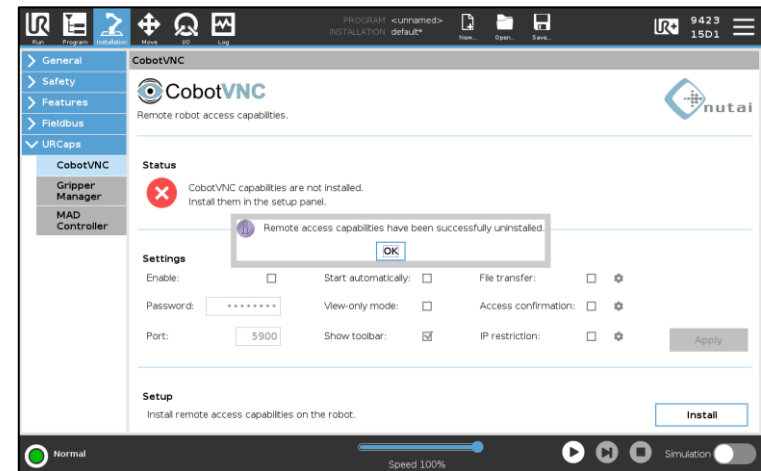 PROGRAM <unnamed>
INSTALLATION default*
9423
15D1
Run Program Installation Move I/O Log New... Open... Save...
General
Safety
Features
Fieldbus
URCaps
CobotVNC
Gripper
Manager
MAD
Controller
CobotVNC
CobotVNC
nutai
Remote robot access capabilities.
Status
CobotVNC capabilities are not installed.
Install them in the setup panel.
Remote access capabilities have been successfully uninstalled.
OK
Settings
Enable: Start automatically: File transfer:
Password: •••••••• View-only mode: Access confirmation:
Port: 5900 Show toolbar: IP restriction:
Apply
Setup
Install remote access capabilities on the robot.
Install
Normal
Speed 100%
Simulation